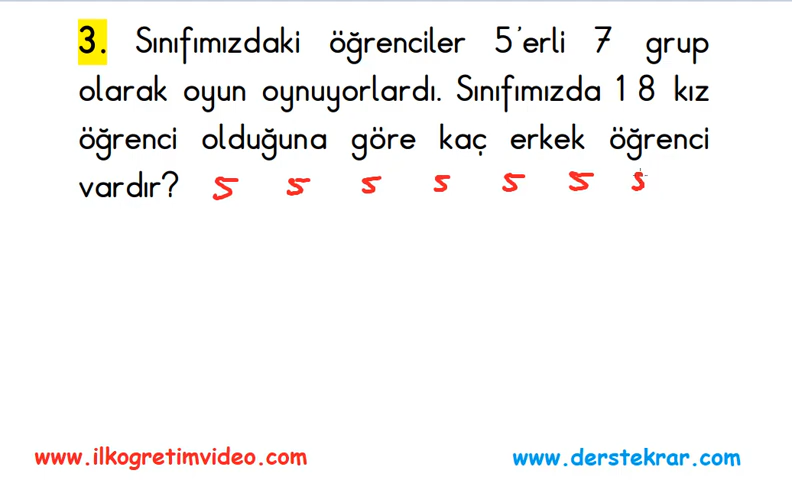 3. Sınıfımızdaki öğrenciler 5'erli 7 grup
olarak oyun oynuyorlardı. Sınıfımızda 18 kız
öğrenci olduğuna göre kaç erkek öğrenci
vardır? 5 5 5 5 5 5 5
www.ilkogretimvideo.com www.derstekrar.com